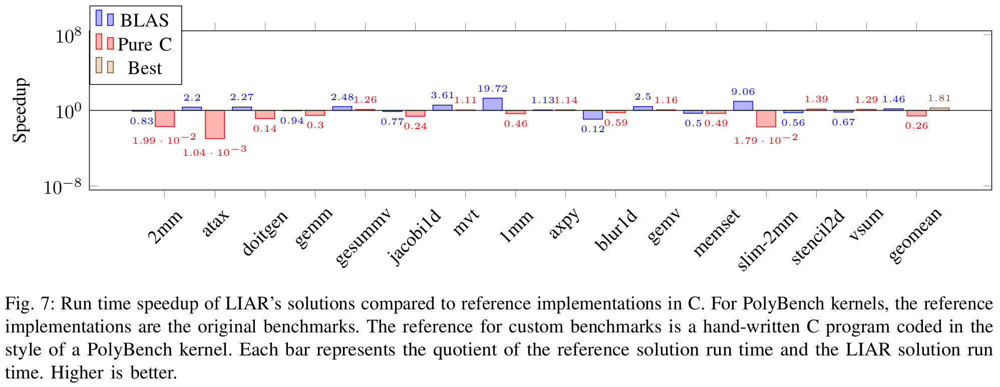 BLAS
Pure C
Best
10⁸
10⁰
10⁻⁸
Speedup
0.83
1.99 · 10⁻²
2.2
1.04 · 10⁻³
2.27
0.14
0.94
0.3
2.48
1.26
0.77
0.24
3.61
1.11
19.72
0.46
1.13
1.14
0.12
0.59
2.5
1.16
0.5
0.49
9.06
1.79 · 10⁻²
0.56
1.39
0.67
1.29
1.46
0.26
1.81
2mm
atax
doitgen
gemm
gesummv
jacobi1d
mvt
1mm
axpy
blur1d
gemv
memset
slim-2mm
stencil2d
vsum
geomean
Fig. 7: Run time speedup of LIAR's solutions compared to reference implementations in C. For PolyBench kernels, the reference
implementations are the original benchmarks. The reference for custom benchmarks is a hand-written C program coded in the
style of a PolyBench kernel. Each bar represents the quotient of the reference solution run time and the LIAR solution run
time. Higher is better.